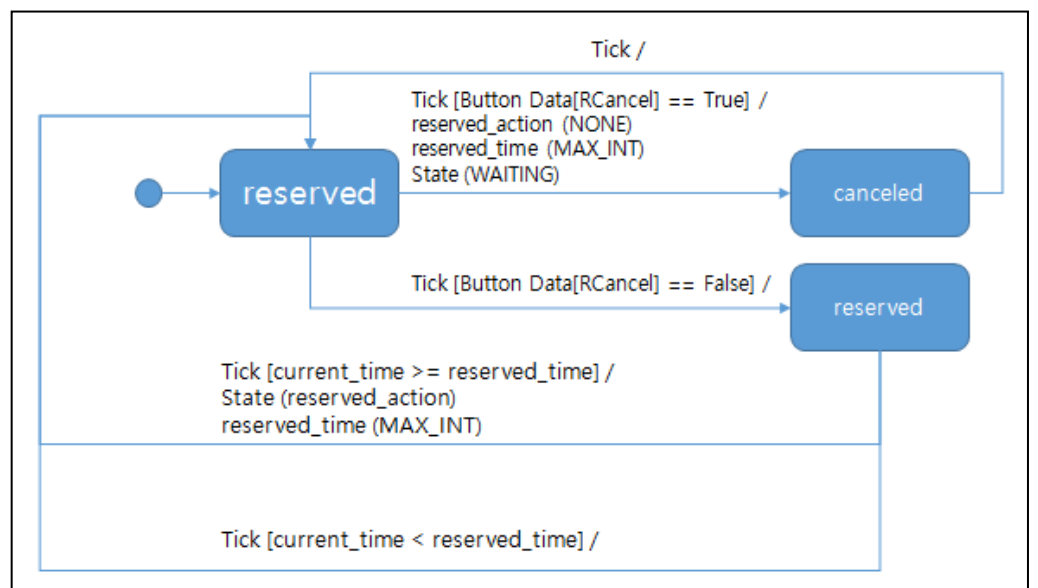 Tick /
Tick [Button Data[RCancel] == True] /
reserved_action (NONE)
reserved_time (MAX_INT)
State (WAITING)
reserved
canceled
Tick [Button Data[RCancel] == False] /
reserved
Tick [current_time >= reserved_time] /
State (reserved_action)
reserved_time (MAX_INT)
Tick [current_time < reserved_time] /